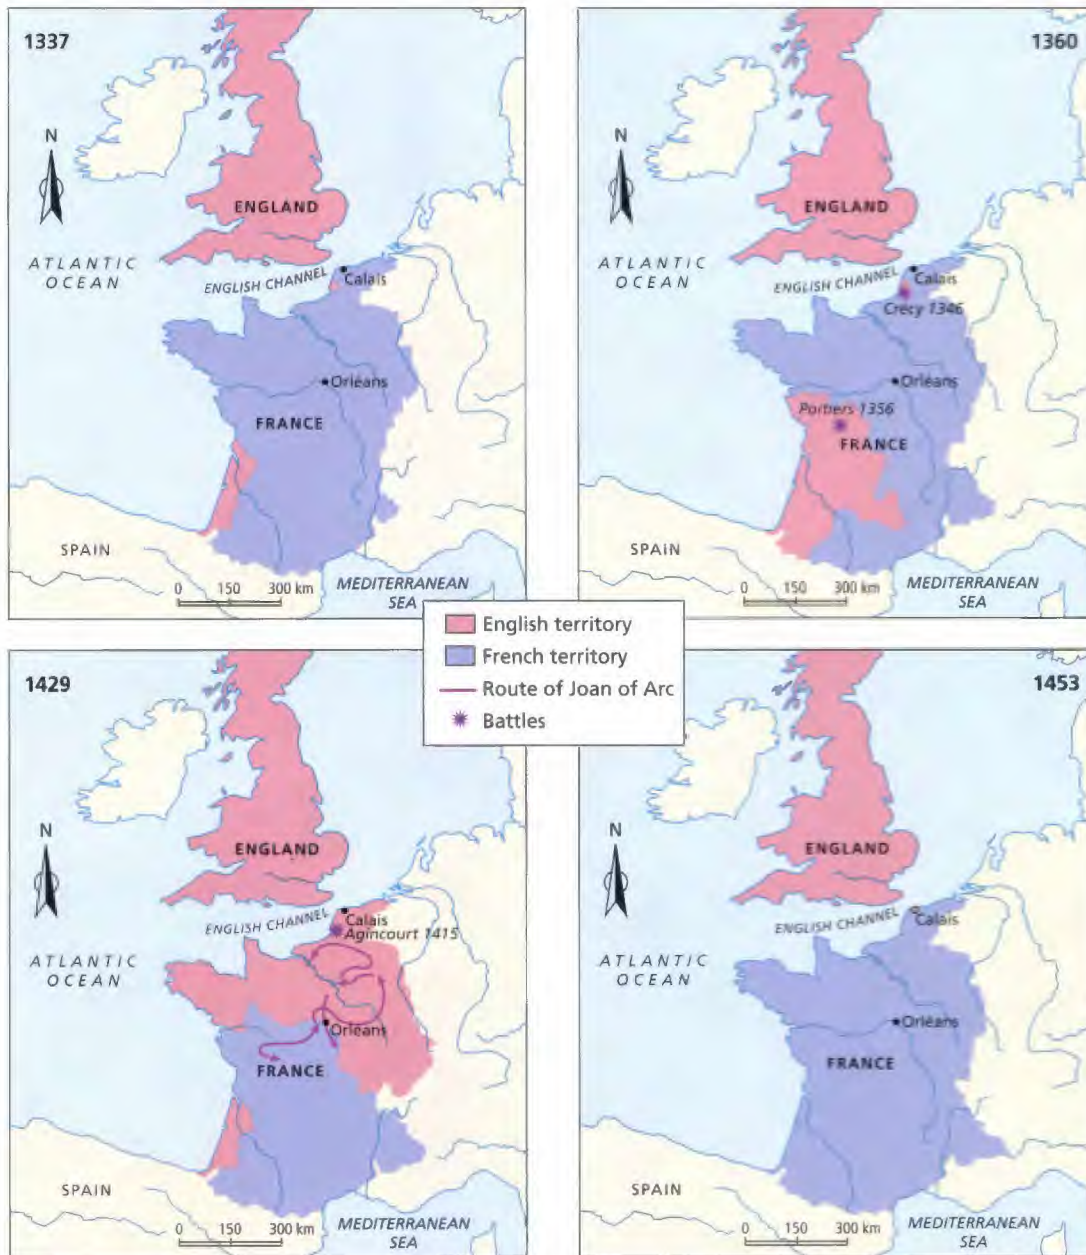 1337
N
ENGLAND
ATLANTIC
OCEAN
ENGLISH CHANNEL
Calais
Orléans
FRANCE
SPAIN
0 150 300 km
MEDITERRANEAN
SEA
1360
N
ENGLAND
ATLANTIC
OCEAN
ENGLISH CHANNEL
Calais
Crécy 1346
Orléans
Poitiers 1356
FRANCE
SPAIN
0 150 300 km
MEDITERRANEAN
SEA
English territory
French territory
Route of Joan of Arc
Battles
1429
N
ENGLAND
ATLANTIC
OCEAN
ENGLISH CHANNEL
Calais
Agincourt 1415
Orléans
FRANCE
SPAIN
0 150 300 km
MEDITERRANEAN
SEA
1453
N
ENGLAND
ATLANTIC
OCEAN
ENGLISH CHANNEL
Calais
Orléans
FRANCE
SPAIN
0 150 300 km
MEDITERRANEAN
SEA